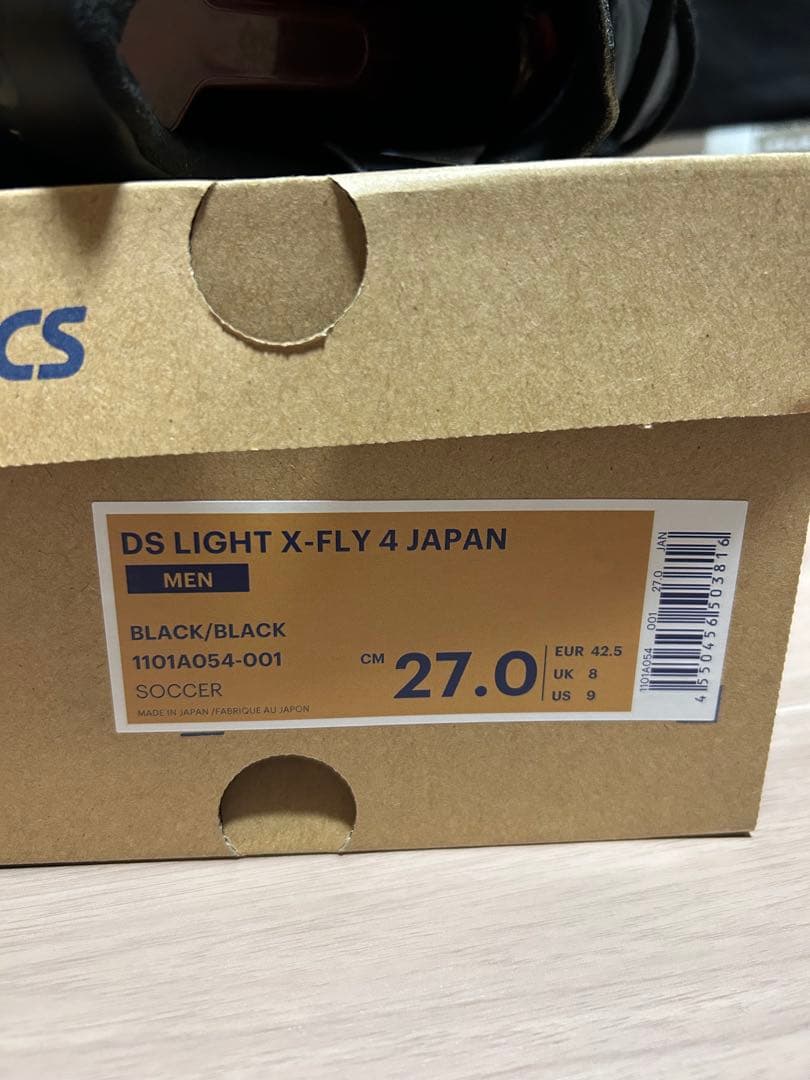 CS
DS LIGHT X-FLY 4 JAPAN
MEN
BLACK/BLACK
1101A054-001
SOCCER
MADE IN JAPAN /FABRIQUE AU JAPON
CM 27.0
EUR 42.5
UK 8
US 9
1101A054 001 27.0 JAN
4550456503816